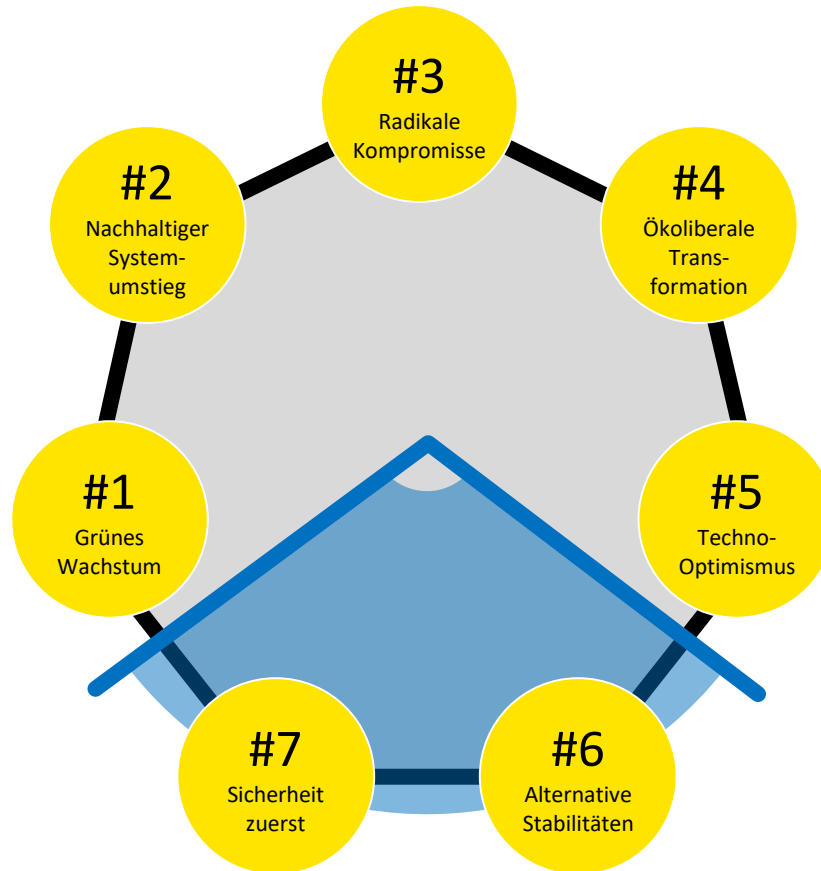 #3
Radikale
Kompromisse
#2
Nachhaltiger
System-
umstieg
#4
Ökoliberale
Trans-
formation
#1
Grünes
Wachstum
#5
Techno-
Optimismus
#7
Sicherheit
zuerst
#6
Alternative
Stabilitäten